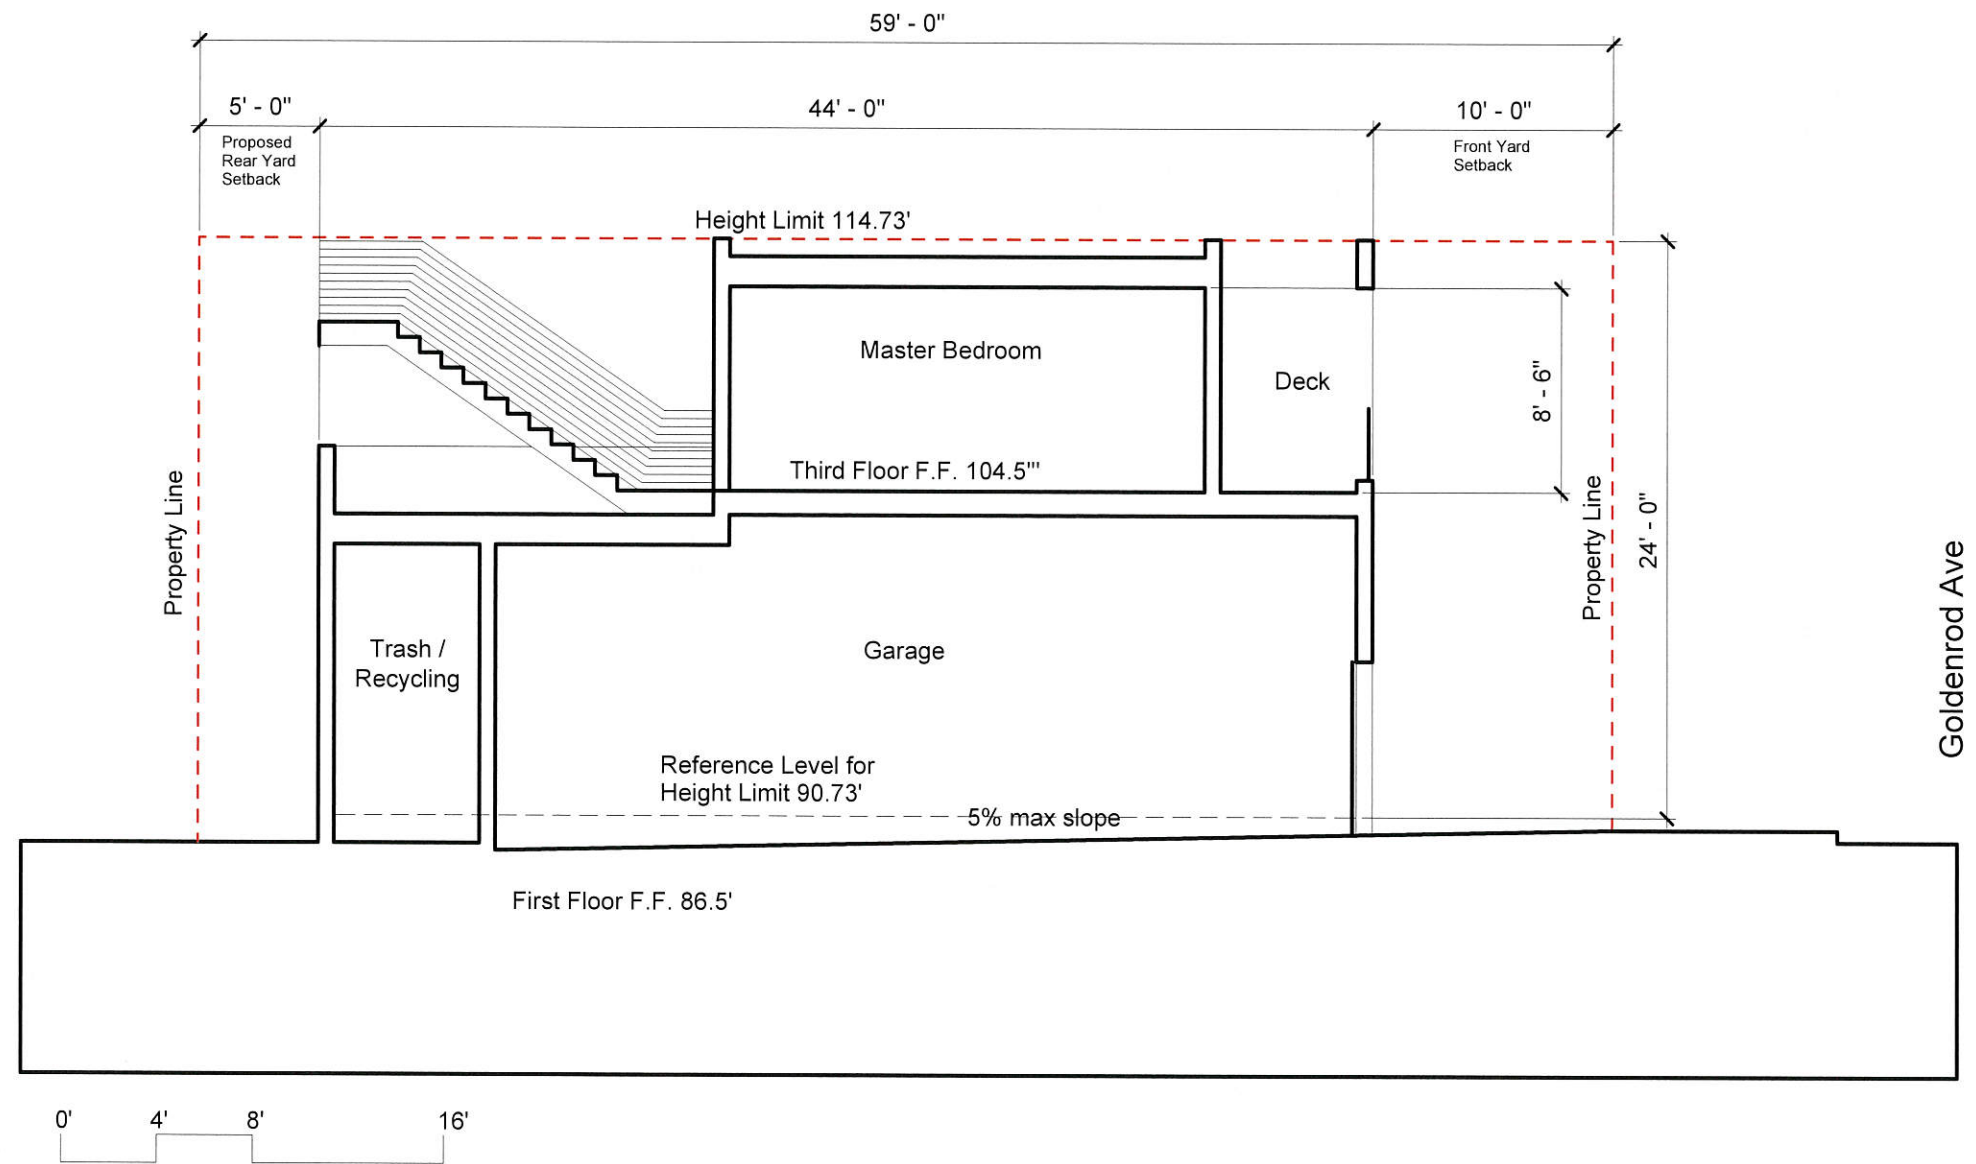 59' - 0"
5' - 0"
44' - 0"
10' - 0"
Proposed
Rear Yard
Setback
Front Yard
Setback
Height Limit 114.73'
Master Bedroom
Deck
8' - 6"
Third Floor F.F. 104.5'"
Property Line
Property Line
24' - 0"
Goldenrod Ave
Trash /
Recycling
Garage
Reference Level for
Height Limit 90.73'
5% max slope
First Floor F.F. 86.5'
0' 4' 8' 16'